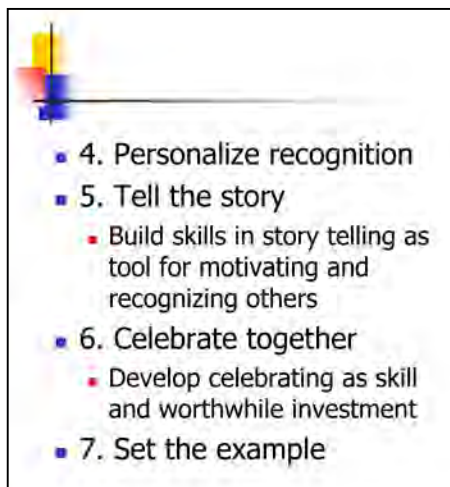 4. Personalize recognition
5. Tell the story
Build skills in story telling as
tool for motivating and
recognizing others
6. Celebrate together
Develop celebrating as skill
and worthwhile investment
7. Set the example